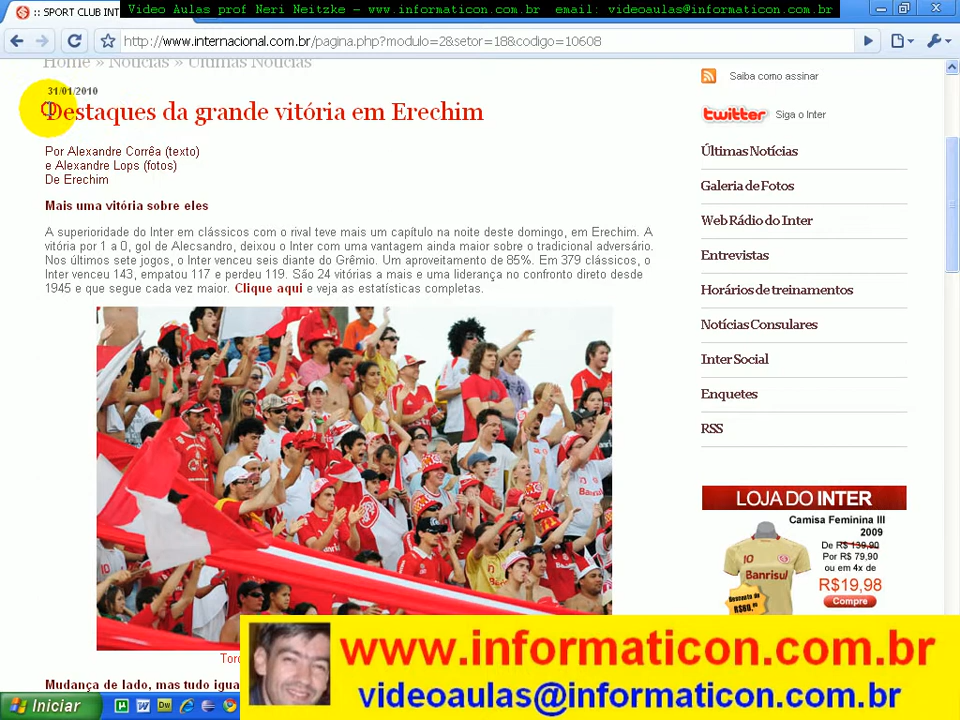 :: SPORT CLUB INT
Video Aulas prof Neri Neitzke - www.informaticon.com.br email: videoaulas@informaticon.com.br
http://www.internacional.com.br/pagina.php?modulo=2&setor=18&codigo=10608
Home » Notícias » Últimas Notícias
31/01/2010
Destaques da grande vitória em Erechim
Por Alexandre Corrêa (texto)
e Alexandre Lops (fotos)
De Erechim
Mais uma vitória sobre eles
A superioridade do Inter em clássicos com o rival teve mais um capítulo na noite deste domingo, em Erechim. A
vitória por 1 a 0, gol de Alecsandro, deixou o Inter com uma vantagem ainda maior sobre o tradicional adversário.
Nos últimos sete jogos, o Inter venceu seis diante do Grêmio. Um aproveitamento de 85%. Em 379 clássicos, o
Inter venceu 143, empatou 117 e perdeu 119. São 24 vitórias a mais e uma liderança no confronto direto desde
1945 e que segue cada vez maior. Clique aqui e veja as estatísticas completas.
Mudança de lado, mas tudo igua
Saiba como assinar
twitter Siga o Inter
Últimas Notícias
Galeria de Fotos
Web Rádio do Inter
Entrevistas
Horários de treinamentos
Notícias Consulares
Inter Social
Enquetes
RSS
LOJA DO INTER
Camisa Feminina III
2009
De R$ 139,90
Por R$ 79,90
ou em 4x de
R$19,98
Compre
Banrisul
www.informaticon.com.br
videoaulas@informaticon.com.br
Iniciar